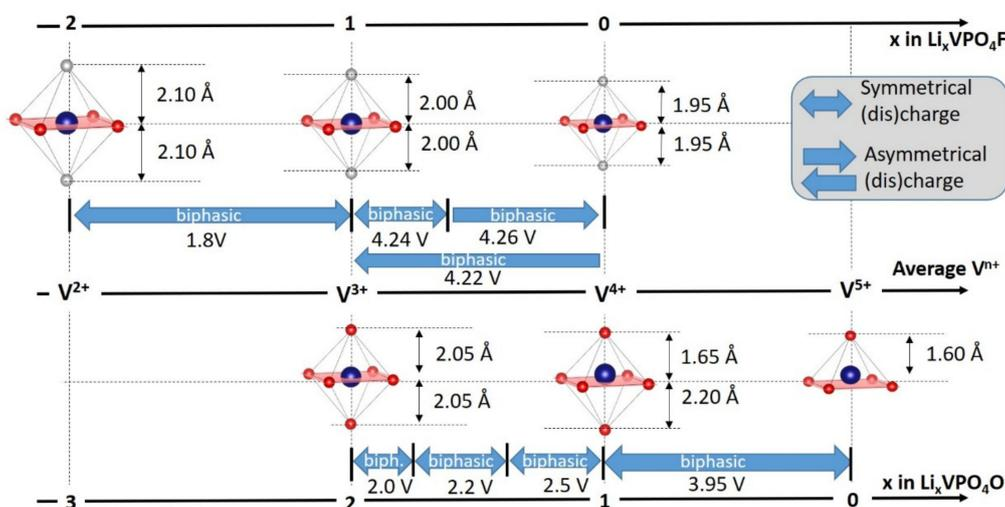 2 1 0
x in LiₓVPO₄F
2.10 Å
2.10 Å
2.00 Å
2.00 Å
1.95 Å
1.95 Å
Symmetrical
(dis)charge
Asymmetrical
(dis)charge
biphasic
1.8V
biphasic
4.24 V
biphasic
4.26 V
biphasic
4.22 V
Average Vⁿ⁺
V²⁺ V³⁺ V⁴⁺ V⁵⁺
2.05 Å
2.05 Å
1.65 Å
2.20 Å
1.60 Å
biph.
2.0 V
biphasic
2.2 V
biphasic
2.5 V
biphasic
3.95 V
3 2 1 0
x in LiₓVPO₄O